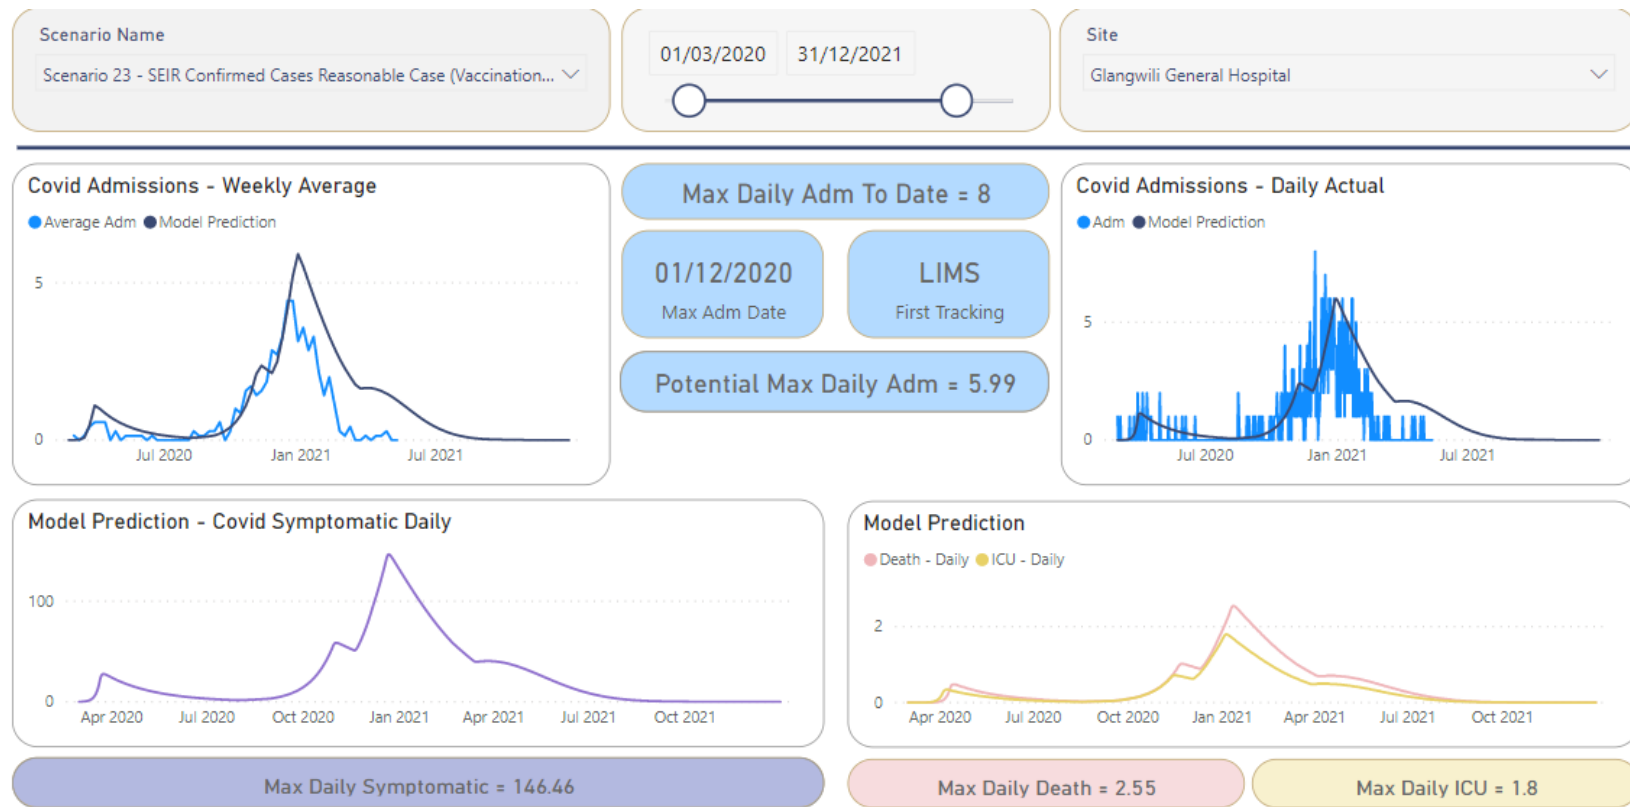 Scenario Name
Scenario 23 - SEIR Confirmed Cases Reasonable Case (Vaccination...
01/03/2020 31/12/2021
Site
Glangwili General Hospital
Covid Admissions - Weekly Average
Average Adm Model Prediction
5
0
Jul 2020 Jan 2021 Jul 2021
Max Daily Adm To Date = 8
01/12/2020
Max Adm Date
LIMS
First Tracking
Potential Max Daily Adm = 5.99
Covid Admissions - Daily Actual
Adm Model Prediction
5
0
Jul 2020 Jan 2021 Jul 2021
Model Prediction - Covid Symptomatic Daily
100
0
Apr 2020 Jul 2020 Oct 2020 Jan 2021 Apr 2021 Jul 2021 Oct 2021
Max Daily Symptomatic = 146.46
Model Prediction
Death - Daily ICU - Daily
2
0
Apr 2020 Jul 2020 Oct 2020 Jan 2021 Apr 2021 Jul 2021 Oct 2021
Max Daily Death = 2.55
Max Daily ICU = 1.8